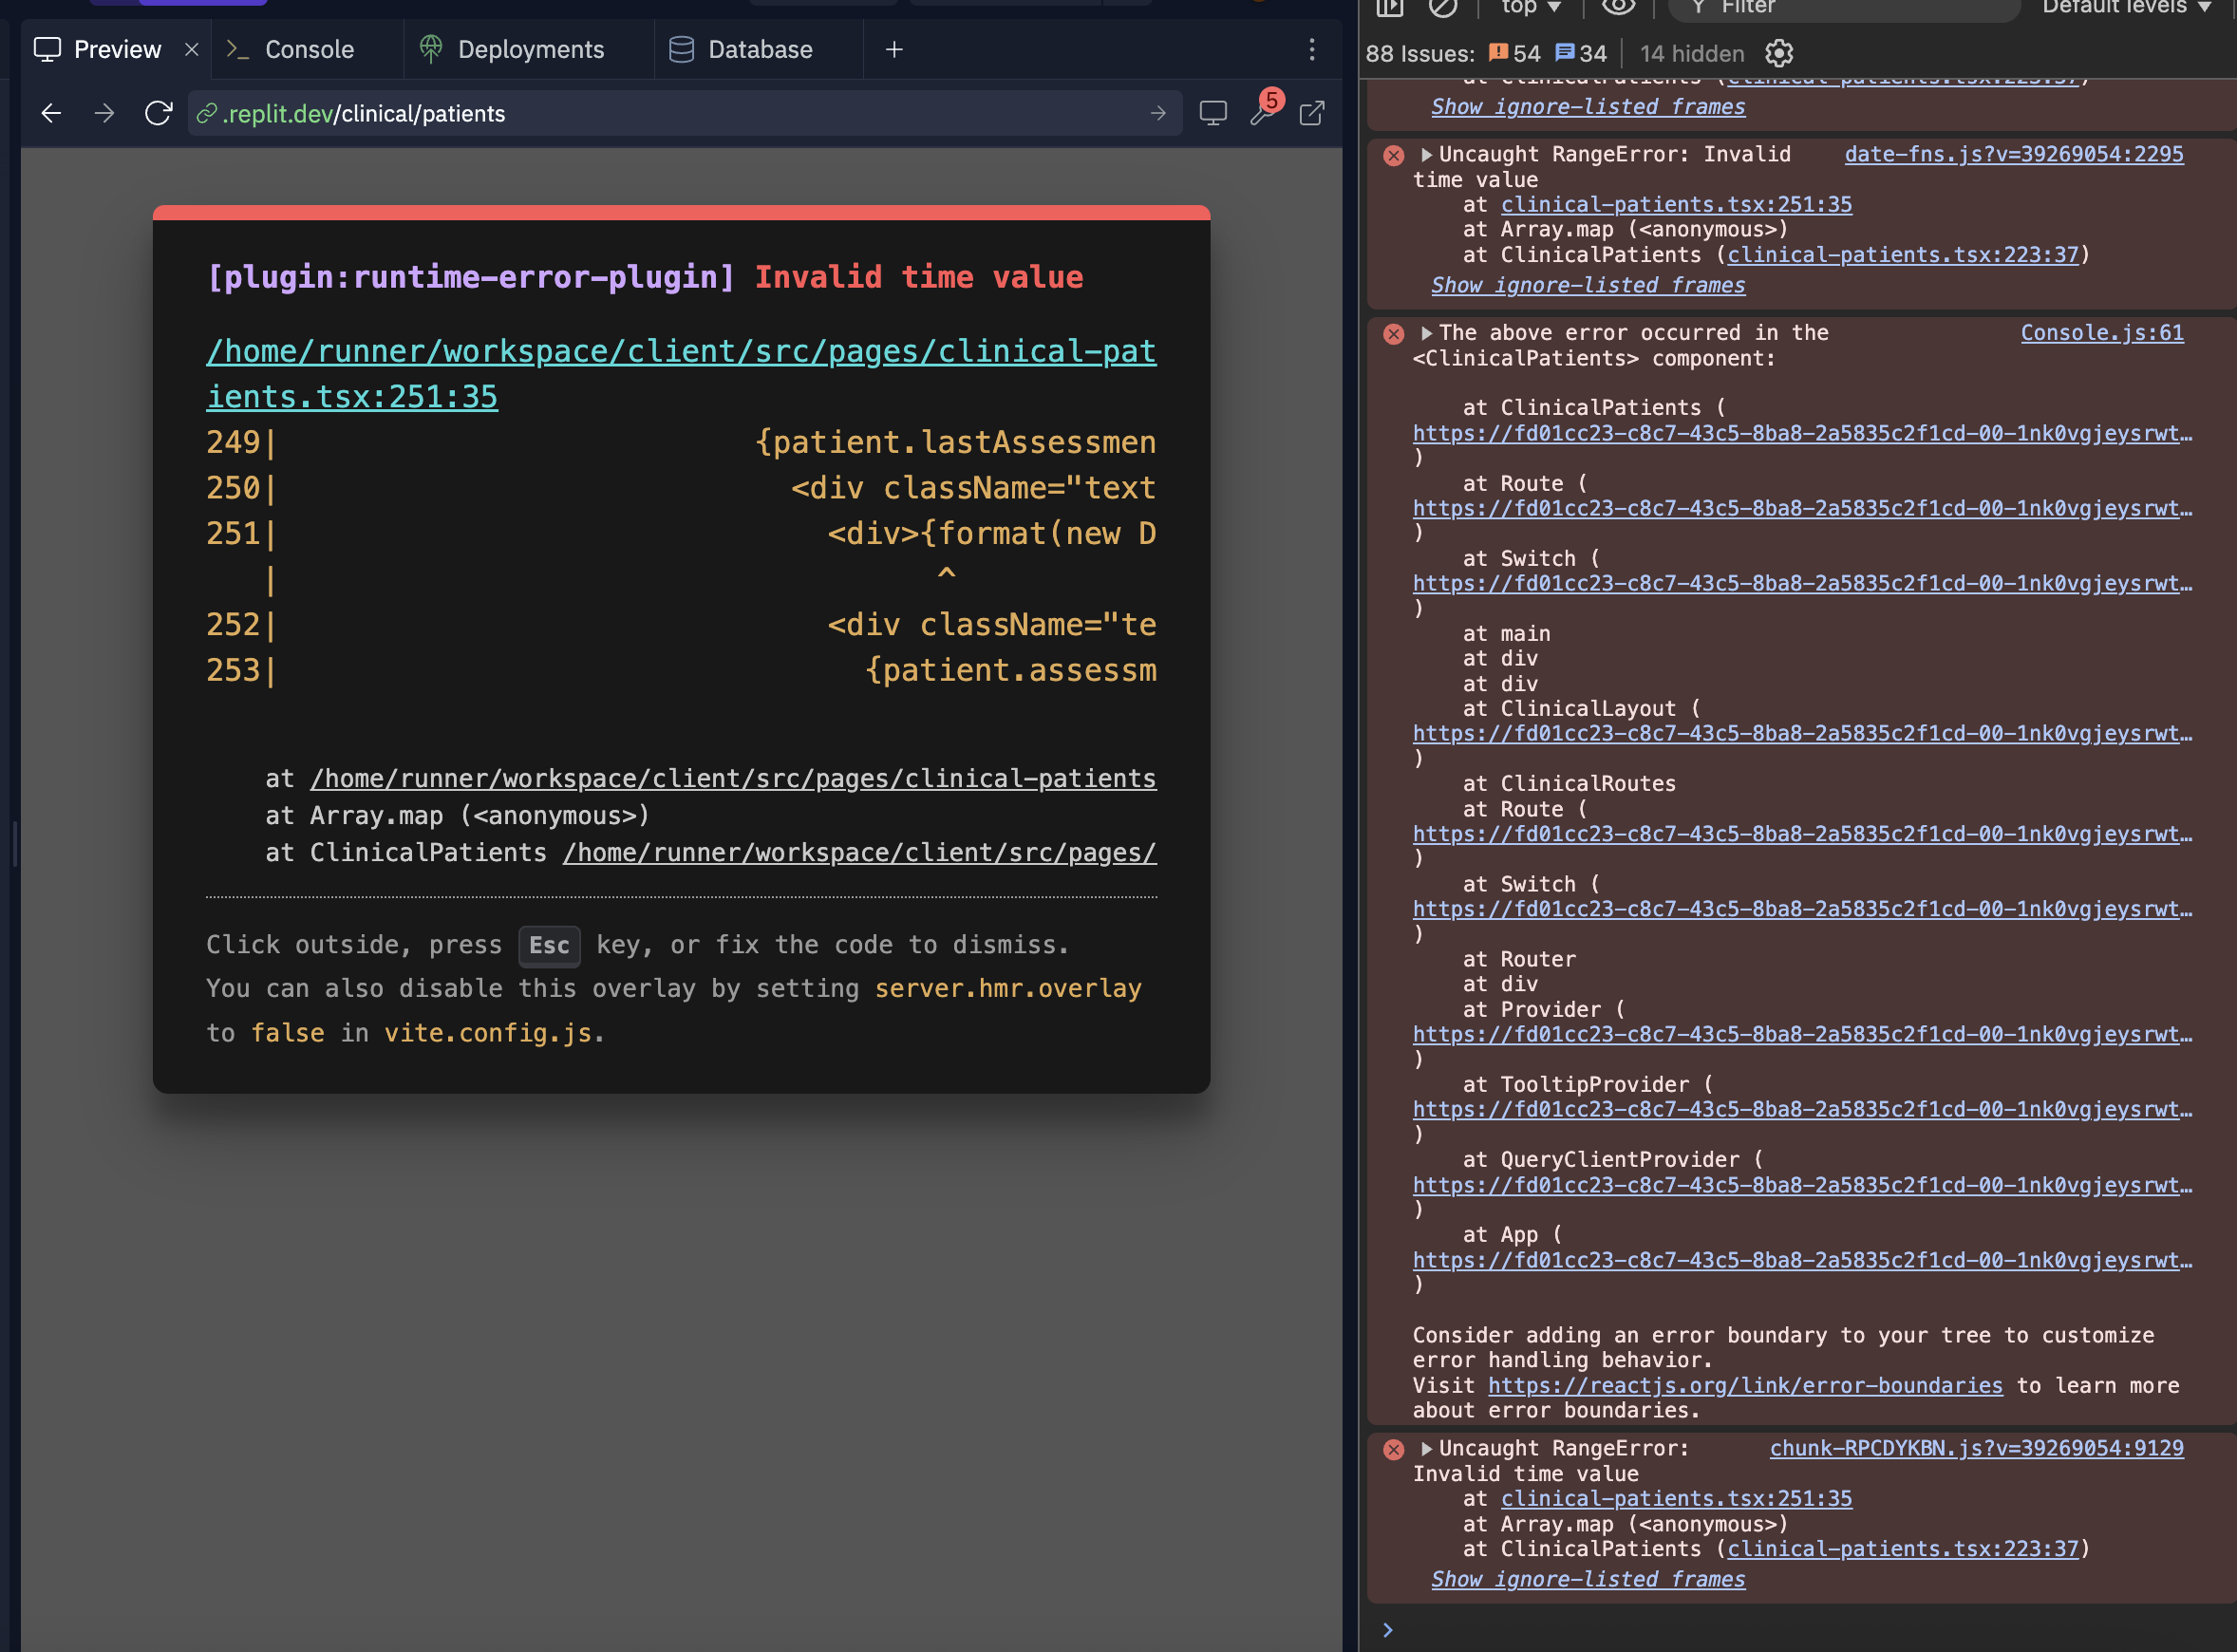 Preview
Console
Deployments
Database
.replit.dev/clinical/patients
5
[plugin:runtime-error-plugin] Invalid time value
/home/runner/workspace/client/src/pages/clinical-pat
ients.tsx:251:35
249| {patient.lastAssessmen
250| <div className="text
251| <div>{format(new D
| ^
252| <div className="te
253| {patient.assessm
at /home/runner/workspace/client/src/pages/clinical-patients
at Array.map (<anonymous>)
at ClinicalPatients /home/runner/workspace/client/src/pages/
Click outside, press Esc key, or fix the code to dismiss.
You can also disable this overlay by setting server.hmr.overlay
to false in vite.config.js.
top
Filter
Default levels
88 Issues: 54 34 14 hidden
at ClinicalPatients (clinical-patients.tsx:223:37)
Show ignore-listed frames
Uncaught RangeError: Invalid date-fns.js?v=39269054:2295
time value
at clinical-patients.tsx:251:35
at Array.map (<anonymous>)
at ClinicalPatients (clinical-patients.tsx:223:37)
Show ignore-listed frames
The above error occurred in the Console.js:61
<ClinicalPatients> component:
at ClinicalPatients (
https://fd01cc23-c8c7-43c5-8ba8-2a5835c2f1cd-00-1nk0vgjeysrwt…
)
at Route (
https://fd01cc23-c8c7-43c5-8ba8-2a5835c2f1cd-00-1nk0vgjeysrwt…
)
at Switch (
https://fd01cc23-c8c7-43c5-8ba8-2a5835c2f1cd-00-1nk0vgjeysrwt…
)
at main
at div
at div
at ClinicalLayout (
https://fd01cc23-c8c7-43c5-8ba8-2a5835c2f1cd-00-1nk0vgjeysrwt…
)
at ClinicalRoutes
at Route (
https://fd01cc23-c8c7-43c5-8ba8-2a5835c2f1cd-00-1nk0vgjeysrwt…
)
at Switch (
https://fd01cc23-c8c7-43c5-8ba8-2a5835c2f1cd-00-1nk0vgjeysrwt…
)
at Router
at div
at Provider (
https://fd01cc23-c8c7-43c5-8ba8-2a5835c2f1cd-00-1nk0vgjeysrwt…
)
at TooltipProvider (
https://fd01cc23-c8c7-43c5-8ba8-2a5835c2f1cd-00-1nk0vgjeysrwt…
)
at QueryClientProvider (
https://fd01cc23-c8c7-43c5-8ba8-2a5835c2f1cd-00-1nk0vgjeysrwt…
)
at App (
https://fd01cc23-c8c7-43c5-8ba8-2a5835c2f1cd-00-1nk0vgjeysrwt…
)
Consider adding an error boundary to your tree to customize
error handling behavior.
Visit https://reactjs.org/link/error-boundaries to learn more
about error boundaries.
Uncaught RangeError: chunk-RPCDYKBN.js?v=39269054:9129
Invalid time value
at clinical-patients.tsx:251:35
at Array.map (<anonymous>)
at ClinicalPatients (clinical-patients.tsx:223:37)
Show ignore-listed frames